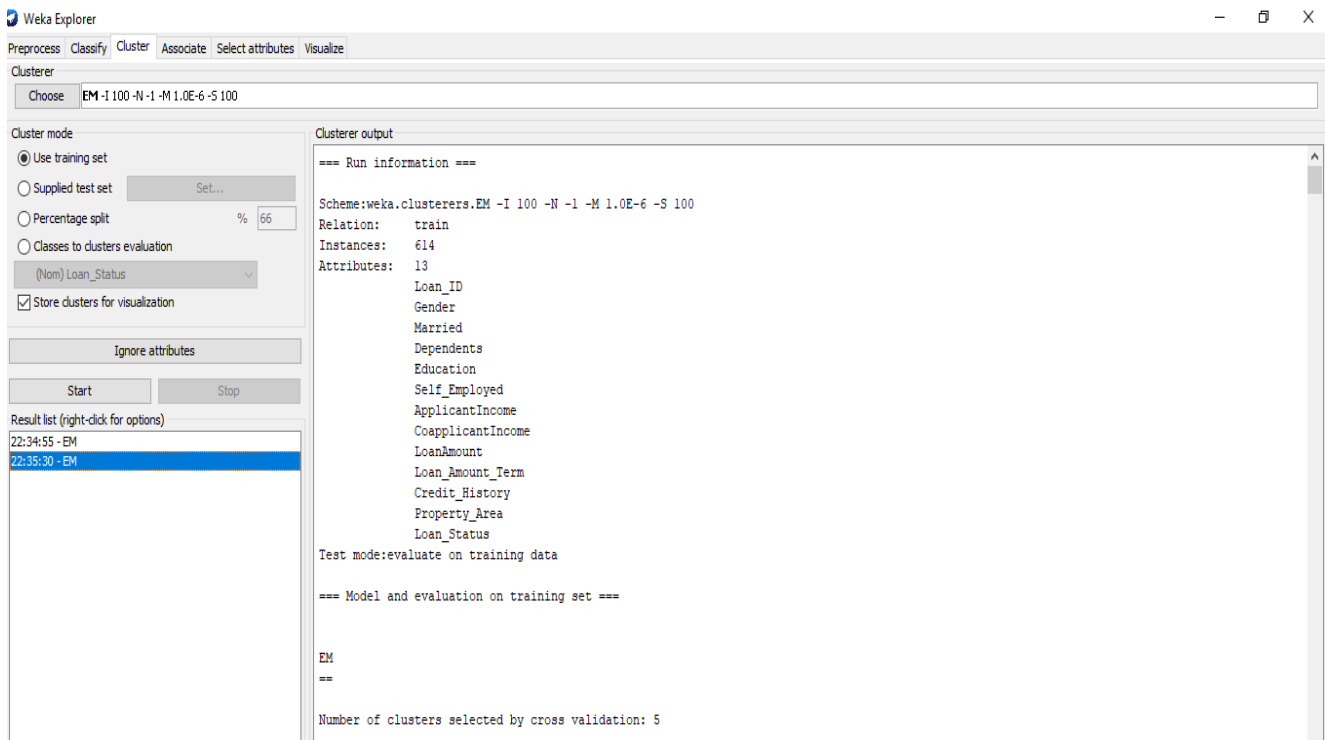 Weka Explorer
Preprocess Classify Cluster Associate Select attributes Visualize
Clusterer
Choose EM -I 100 -N -1 -M 1.0E-6 -S 100
Cluster mode
Use training set
Supplied test set Set...
Percentage split % 66
Classes to clusters evaluation
(Nom) Loan_Status
Store clusters for visualization
Ignore attributes
Start Stop
Result list (right-click for options)
22:34:55 - EM
22:35:30 - EM
Clusterer output
=== Run information ===
Scheme:weka.clusterers.EM -I 100 -N -1 -M 1.0E-6 -S 100
Relation: train
Instances: 614
Attributes: 13
Loan_ID
Gender
Married
Dependents
Education
Self_Employed
ApplicantIncome
CoapplicantIncome
LoanAmount
Loan_Amount_Term
Credit_History
Property_Area
Loan_Status
Test mode:evaluate on training data
=== Model and evaluation on training set ===
EM
==
Number of clusters selected by cross validation: 5